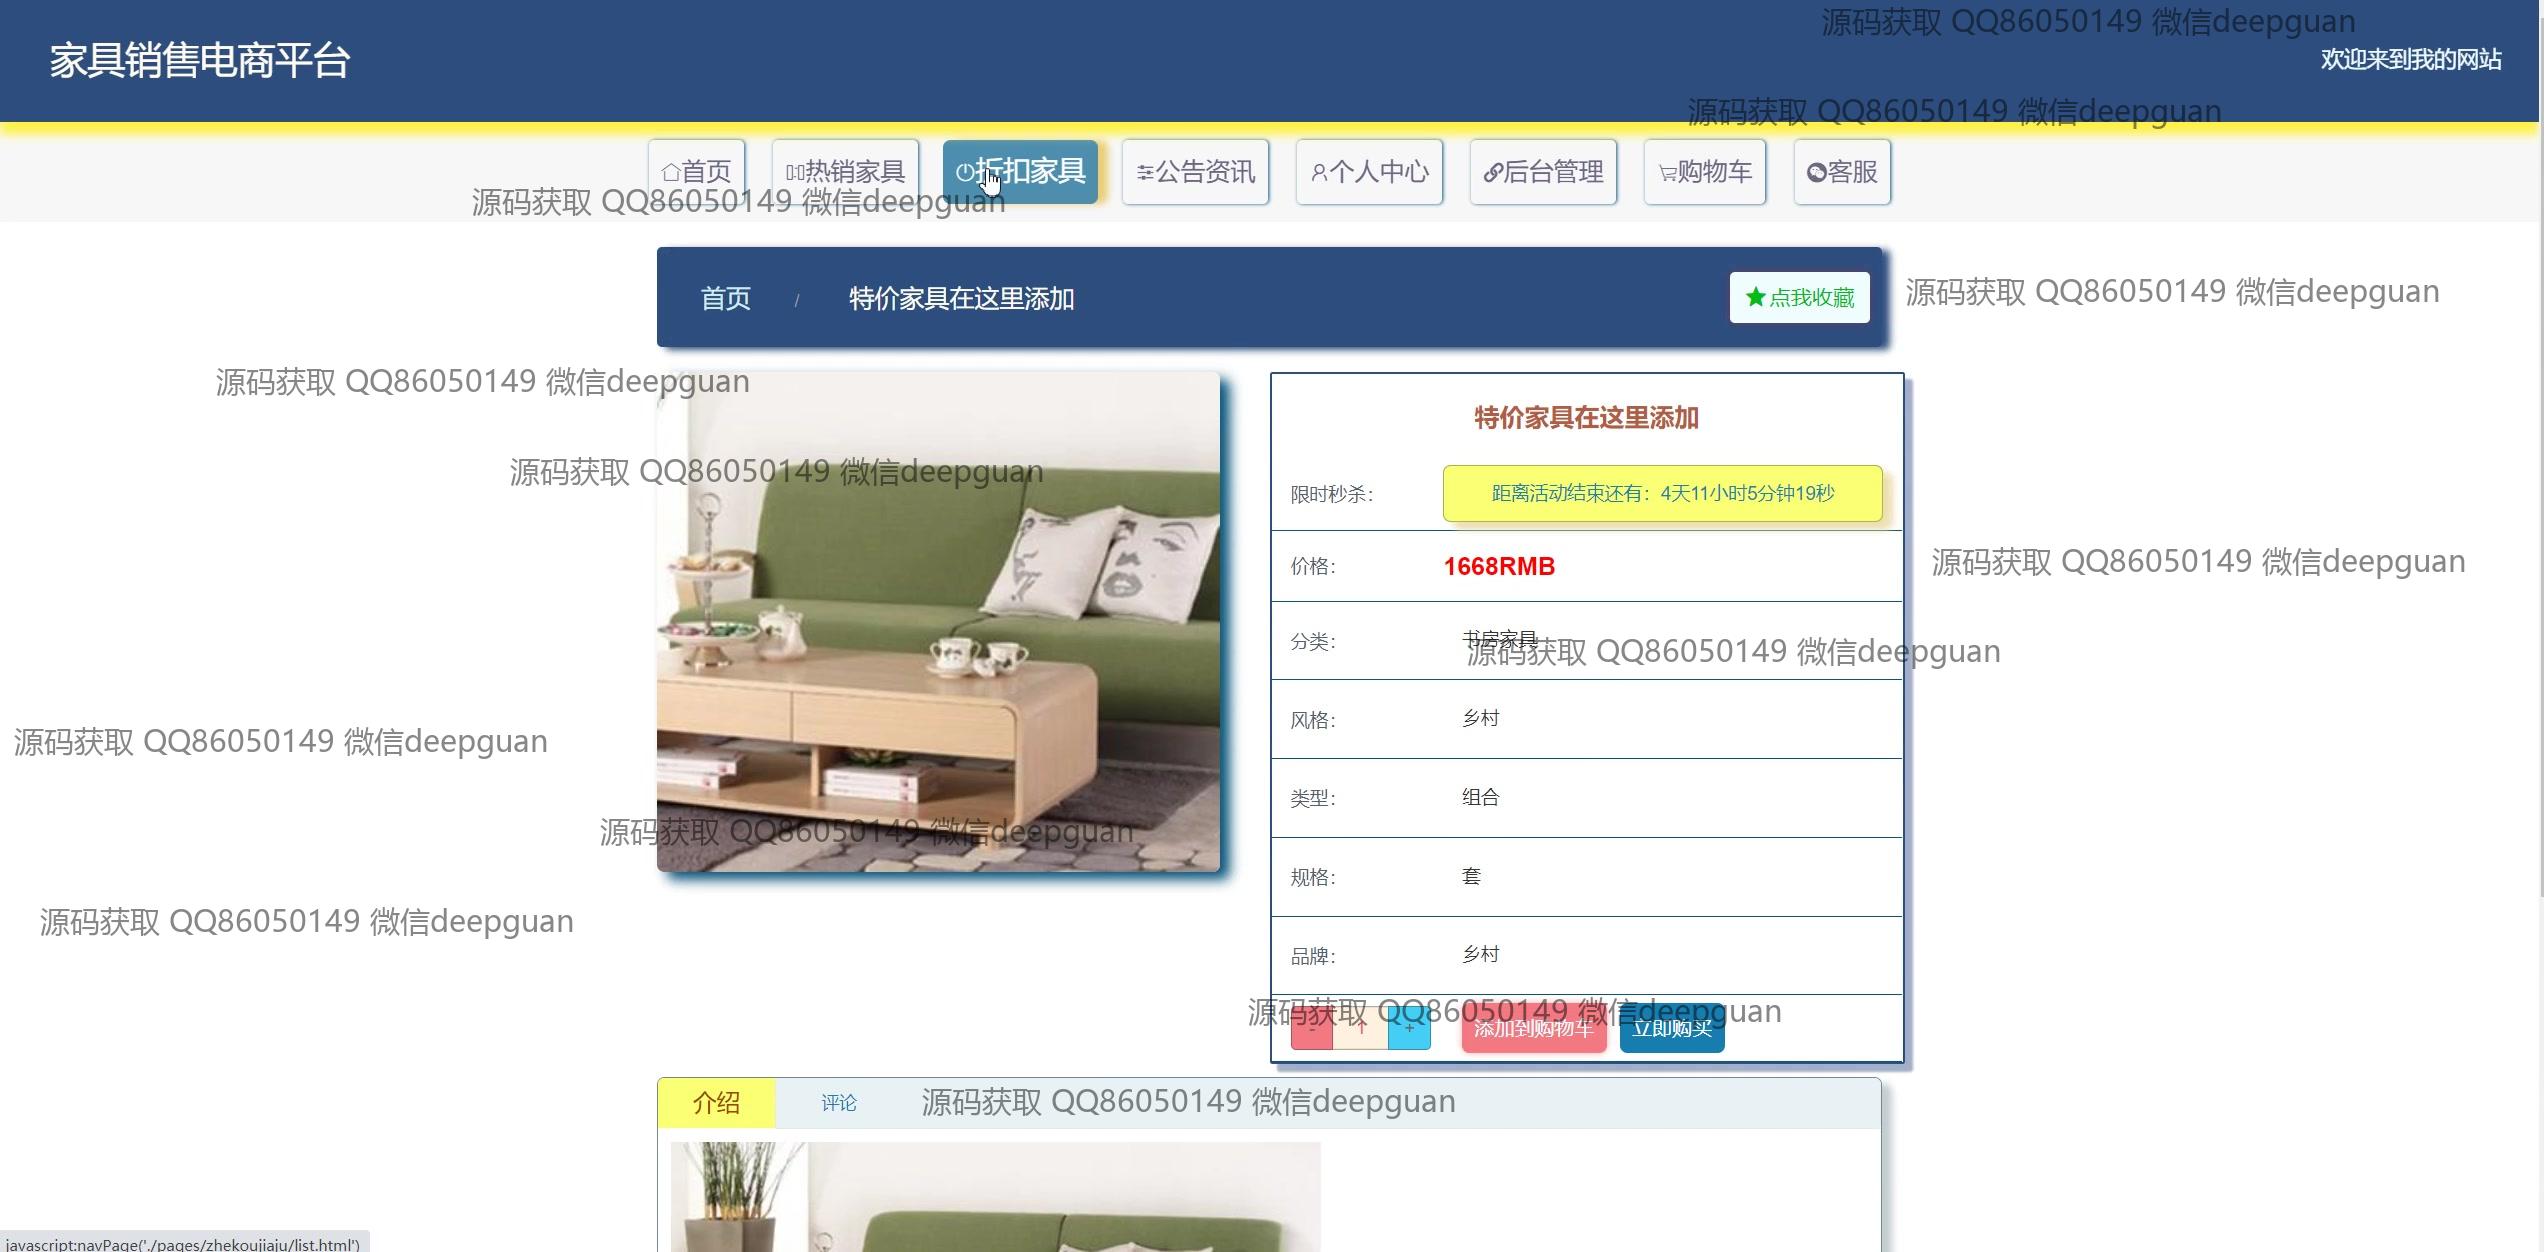 源码获取 QQ86050149 微信deepguan
家具销售电商平台
欢迎来到我的网站
源码获取 QQ86050149 微信deepguan
首页
热销家具
折扣家具
公告资讯
个人中心
后台管理
购物车
客服
源码获取 QQ86050149 微信deepguan
首页 / 特价家具在这里添加
点我收藏
源码获取 QQ86050149 微信deepguan
源码获取 QQ86050149 微信deepguan
特价家具在这里添加
源码获取 QQ86050149 微信deepguan
限时秒杀： 距离活动结束还有：4天11小时5分钟19秒
价格： 1668RMB
源码获取 QQ86050149 微信deepguan
分类： 书房家具
源码获取 QQ86050149 微信deepguan
风格： 乡村
源码获取 QQ86050149 微信deepguan
类型： 组合
源码获取 QQ86050149 微信deepguan
规格： 套
源码获取 QQ86050149 微信deepguan
品牌： 乡村
源码获取 QQ86050149 微信deepguan
- 1 + 添加到购物车 立即购买
介绍 评论
源码获取 QQ86050149 微信deepguan
javascript:navPage('./pages/zhekoujiaju/list.html')